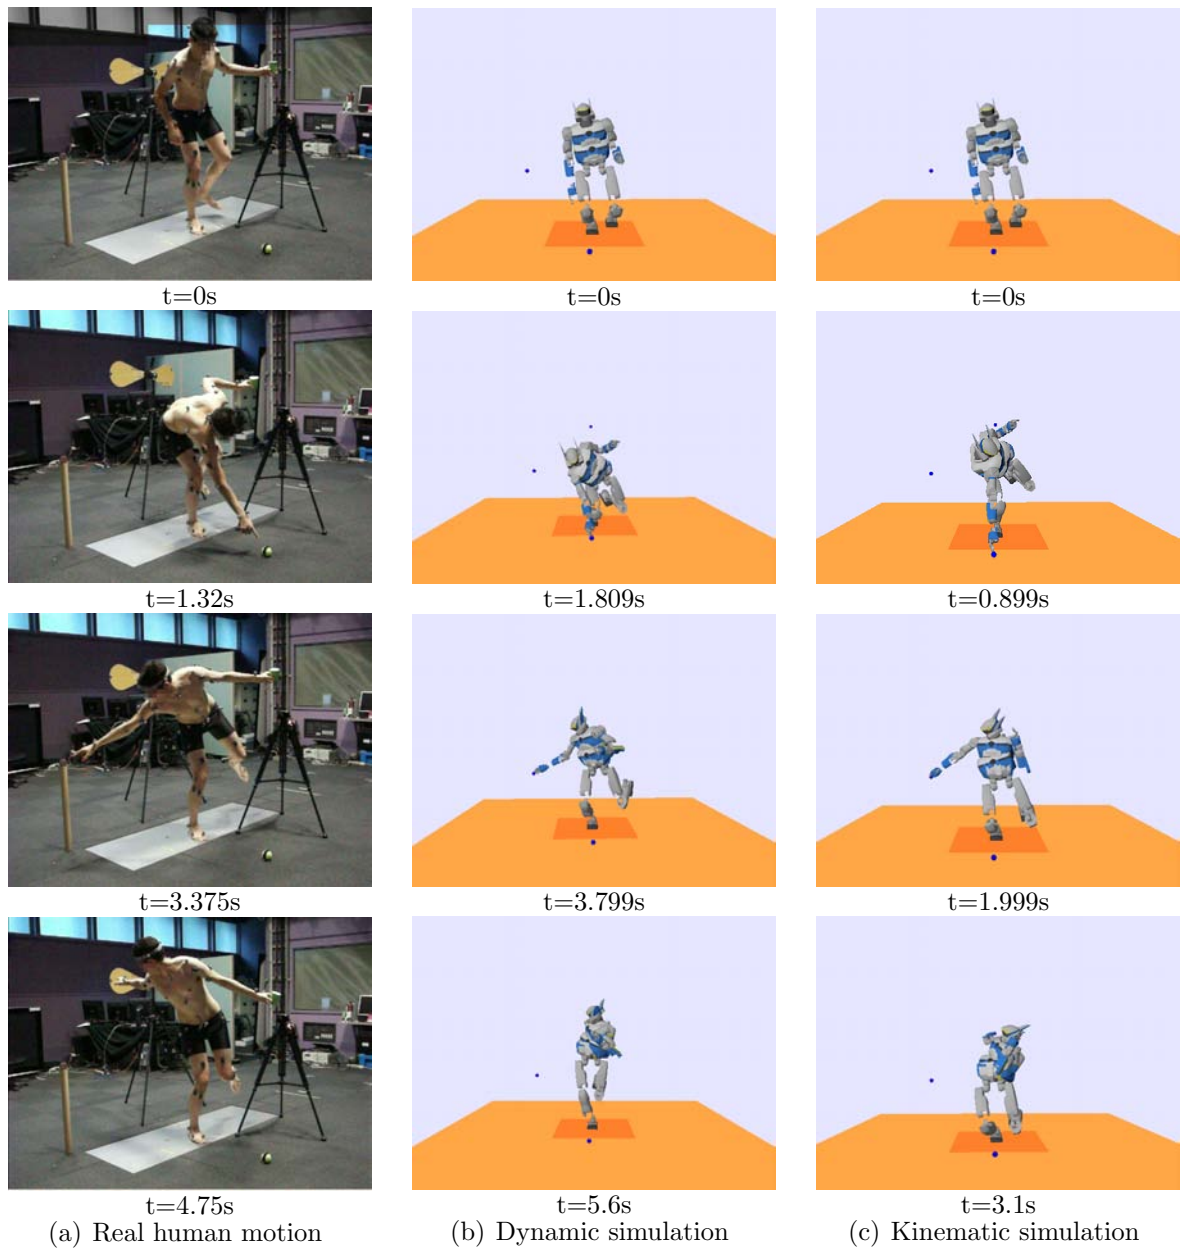 t=0s t=0s t=0s
t=1.32s t=1.809s t=0.899s
t=3.375s t=3.799s t=1.999s
t=4.75s t=5.6s t=3.1s
(a) Real human motion (b) Dynamic simulation (c) Kinematic simulation